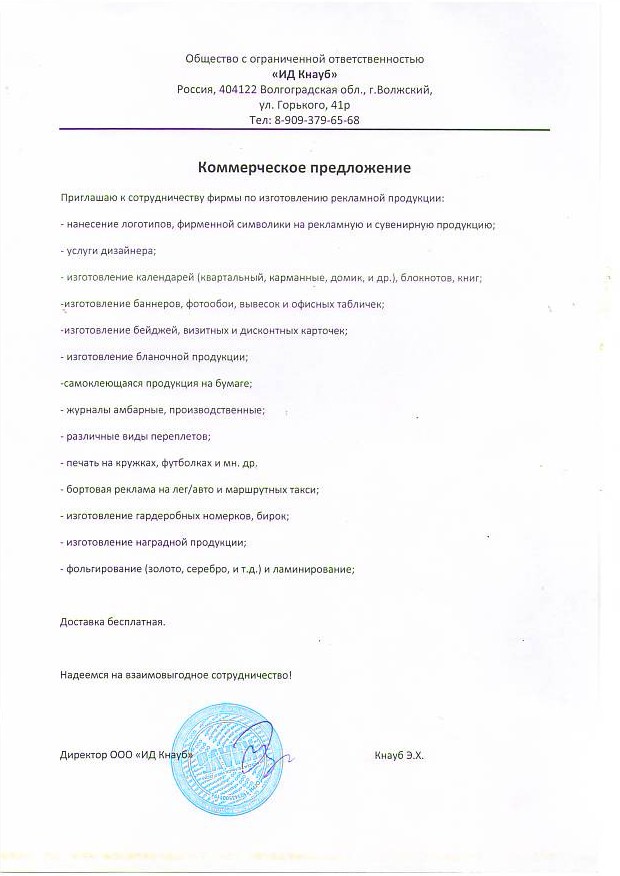 Общество с ограниченной ответственностью
«ИД Кнауб»
Россия, 404122 Волгоградская обл., г.Волжский,
ул. Горького, 41р
Тел: 8-909-379-65-68
Коммерческое предложение
Приглашаю к сотрудничеству фирмы по изготовлению рекламной продукции:
- нанесение логотипов, фирменной символики на рекламную и сувенирную продукцию;
- услуги дизайнера;
- изготовление календарей (квартальный, карманные, домик, и др.), блокнотов, книг;
-изготовление баннеров, фотообои, вывесок и офисных табличек;
-изготовление бейджей, визитных и дисконтных карточек;
- изготовление бланочной продукции;
-самоклеющаяся продукция на бумаге;
- журналы амбарные, производственные;
- различные виды переплетов;
- печать на кружках, футболках и мн. др.
- бортовая реклама на лег/авто и маршрутных такси;
- изготовление гардеробных номерков, бирок;
- изготовление наградной продукции;
- фольгирование (золото, серебро, и т.д.) и ламинирование;
Доставка бесплатная.
Надеемся на взаимовыгодное сотрудничество!
Директор ООО «ИД Кнауб»
Кнауб Э.Х.